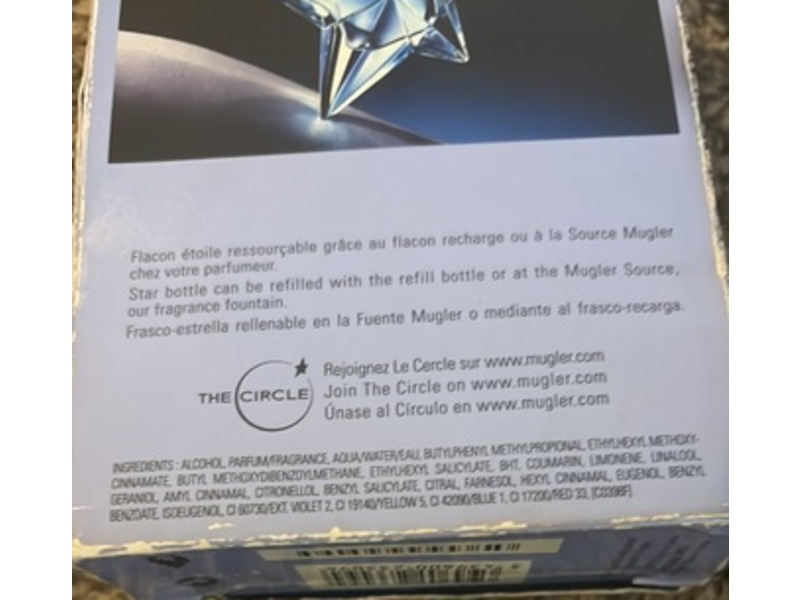 Flacon étoile ressourçable grâce au flacon recharge ou à la Source Mugler
chez votre parfumeur.
Star bottle can be refilled with the refill bottle or at the Mugler Source,
our fragrance fountain.
Frasco-estrella rellenable en la Fuente Mugler o mediante al frasco-recarga.
THE CIRCLE
Rejoignez Le Cercle sur www.mugler.com
Join The Circle on www.mugler.com
Únase al Círculo en www.mugler.com
INGREDIENTS : ALCOHOL, PARFUM/FRAGRANCE, AQUA/WATER/EAU, BUTYLPHENYL METHYLPROPIONAL, ETHYLHEXYL METHOXY-
CINNAMATE, BUTYL METHOXYDIBENZOYLMETHANE, ETHYLHEXYL SALICYLATE, BHT, COUMARIN, LIMONENE, LINALOOL,
GERANIOL, AMYL CINNAMAL, CITRONELLOL, BENZYL SALICYLATE, CITRAL, FARNESOL, HEXYL CINNAMAL, EUGENOL, BENZYL
BENZOATE, ISOEUGENOL, CI 60730/EXT. VIOLET 2, CI 19140/YELLOW 5, CI 42090/BLUE 1, CI 17200/RED 33, [C039BF]